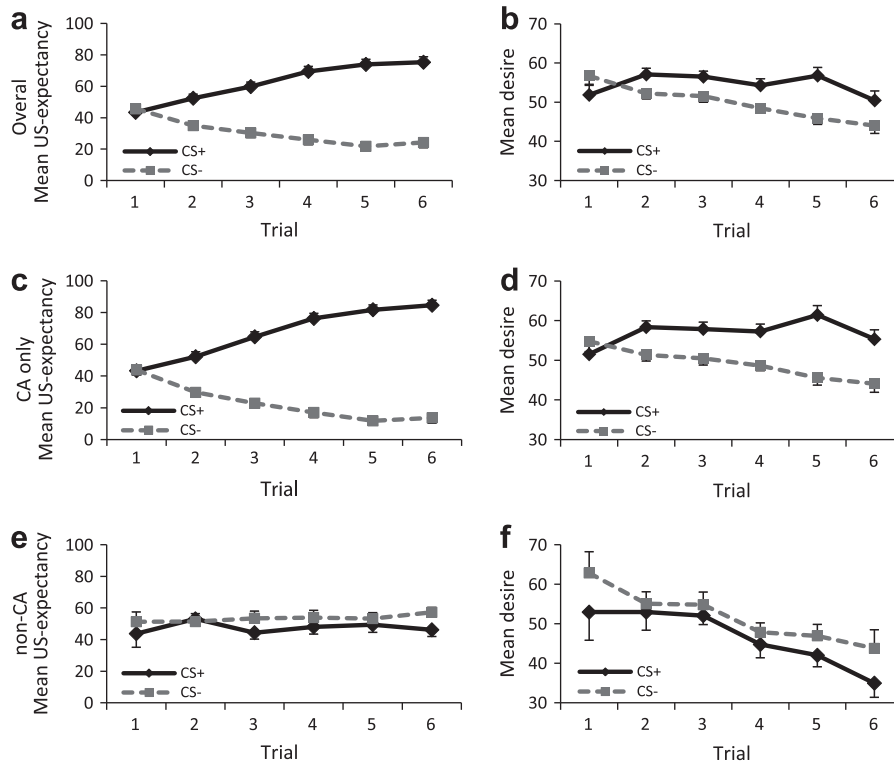 a
Overal
Mean US-expectancy
100
80
60
40
20
0
CS+
CS-
1 2 3 4 5 6
Trial
b
Mean desire
70
60
50
40
30
CS+
CS-
1 2 3 4 5 6
Trial
c
CA only
Mean US-expectancy
100
80
60
40
20
0
CS+
CS-
1 2 3 4 5 6
Trial
d
Mean desire
70
60
50
40
30
CS+
CS-
1 2 3 4 5 6
Trial
e
non-CA
Mean US-expectancy
100
80
60
40
20
0
CS+
CS-
1 2 3 4 5 6
Trial
f
Mean desire
70
60
50
40
30
CS+
CS-
1 2 3 4 5 6
Trial